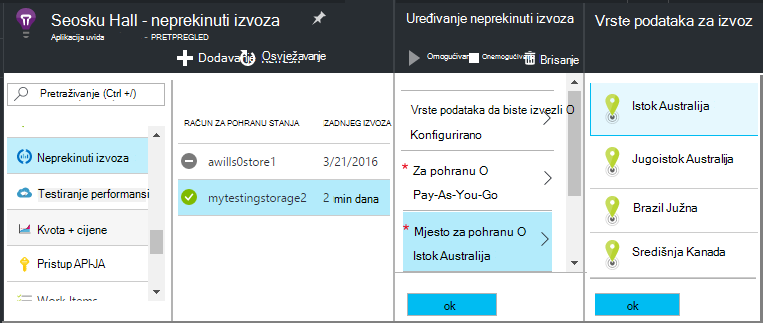 Seosku Hall - neprekinuti izvoza
Aplikacija uvida - PRETPREGLED
Dodavanje
Osvježavanje
Pretraživanje (Ctrl +/)
Neprekinuti izvoza
Testiranje performansi
Kvota + cijene
Pristup API-JA
Work Items
RAČUN ZA POHRANU STANJA
ZADNJEG IZVOZA
awills0store1
3/21/2016
mytestingstorage2
2 min dana
Uređivanje neprekinuti izvoza
Omogućivanje
Onemogućivanje
Brisanje
Vrste podataka da biste izvezli O
Konfigurirano
* Za pohranu O
Pay-As-You-Go
* Mjesto za pohranu O
Istok Australija
ok
Vrste podataka za izvoz
Istok Australija
Jugoistok Australija
Brazil Južna
Središnja Kanada
ok